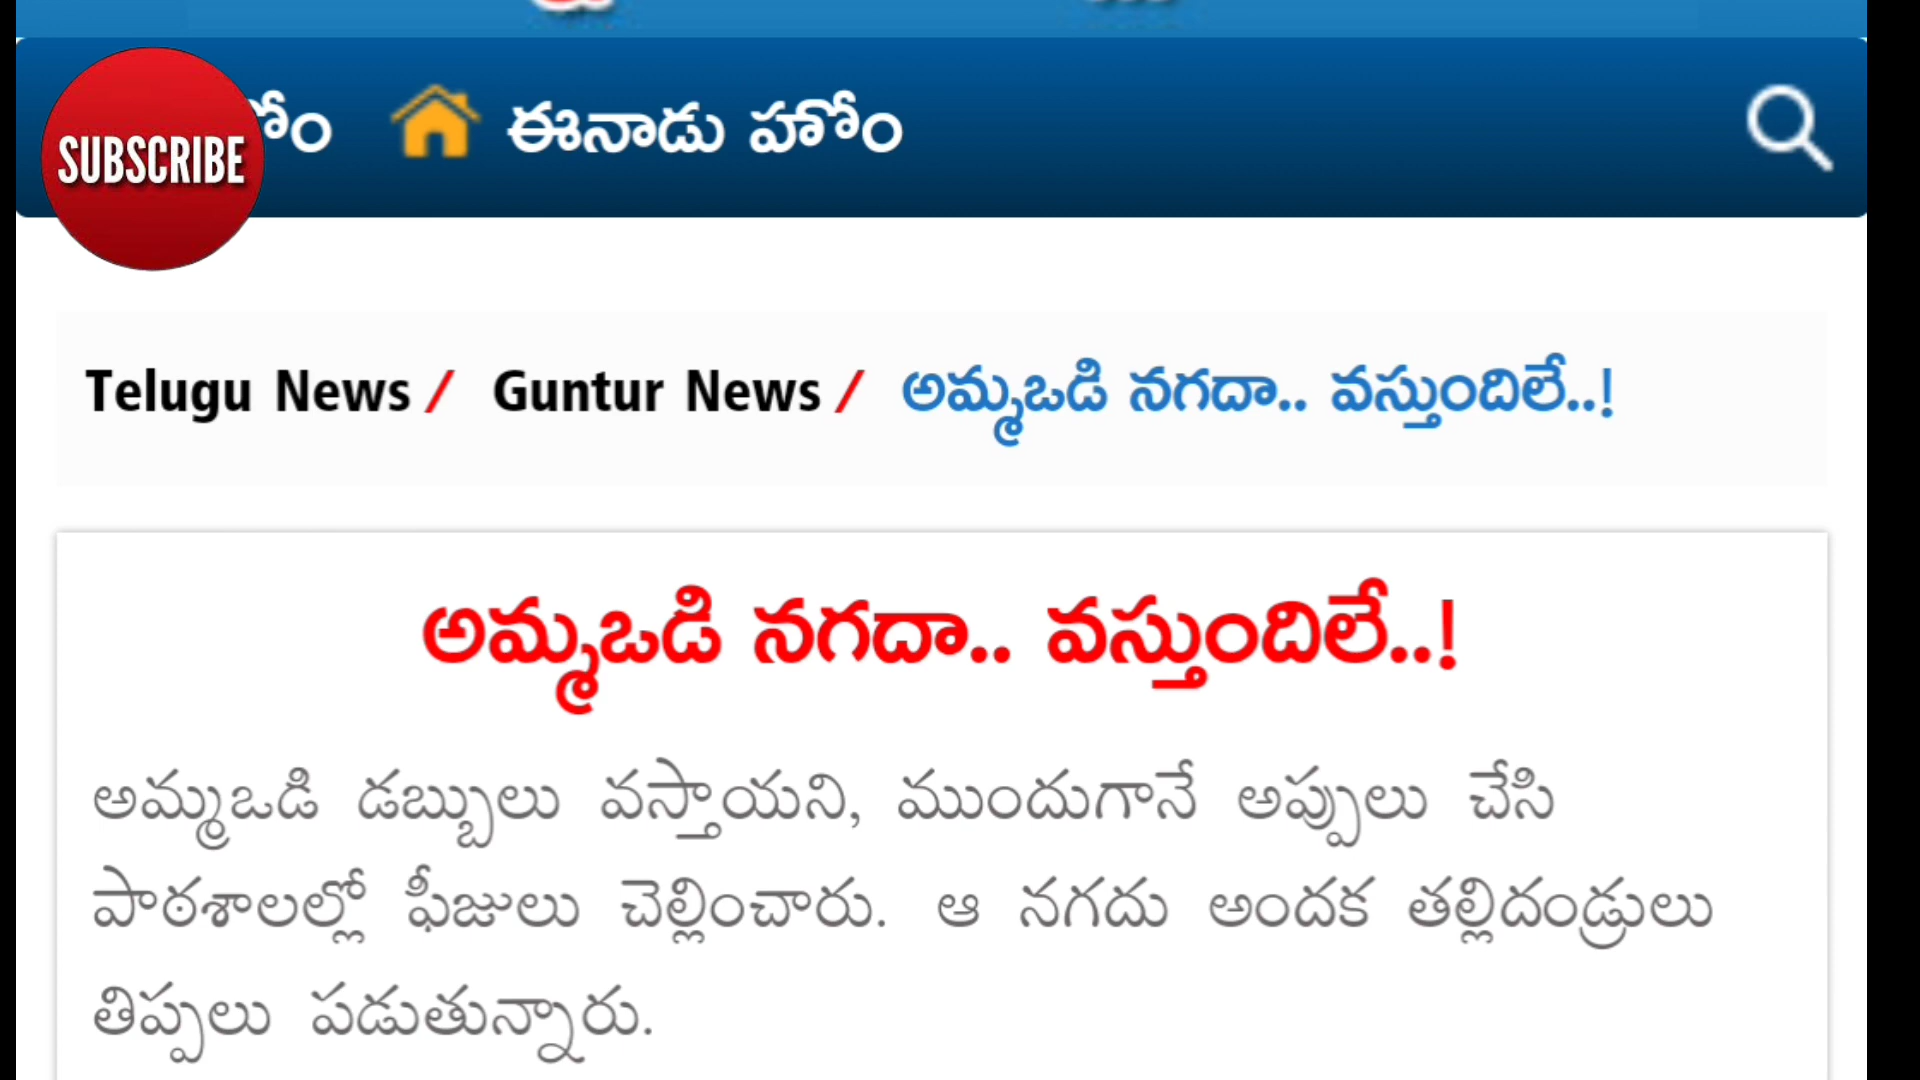 SUBSCRIBE
ఈనాడు హోం
Telugu News / Guntur News / అమ్మఒడి నగదా.. వస్తుందిలే..!
అమ్మఒడి నగదా.. వస్తుందిలే..!
అమ్మఒడి డబ్బులు వస్తాయని, ముందుగానే అప్పులు చేసి
పాఠశాలల్లో ఫీజులు చెల్లించారు. ఆ నగదు అందక తల్లిదండ్రులు
తిప్పలు పడుతున్నారు.